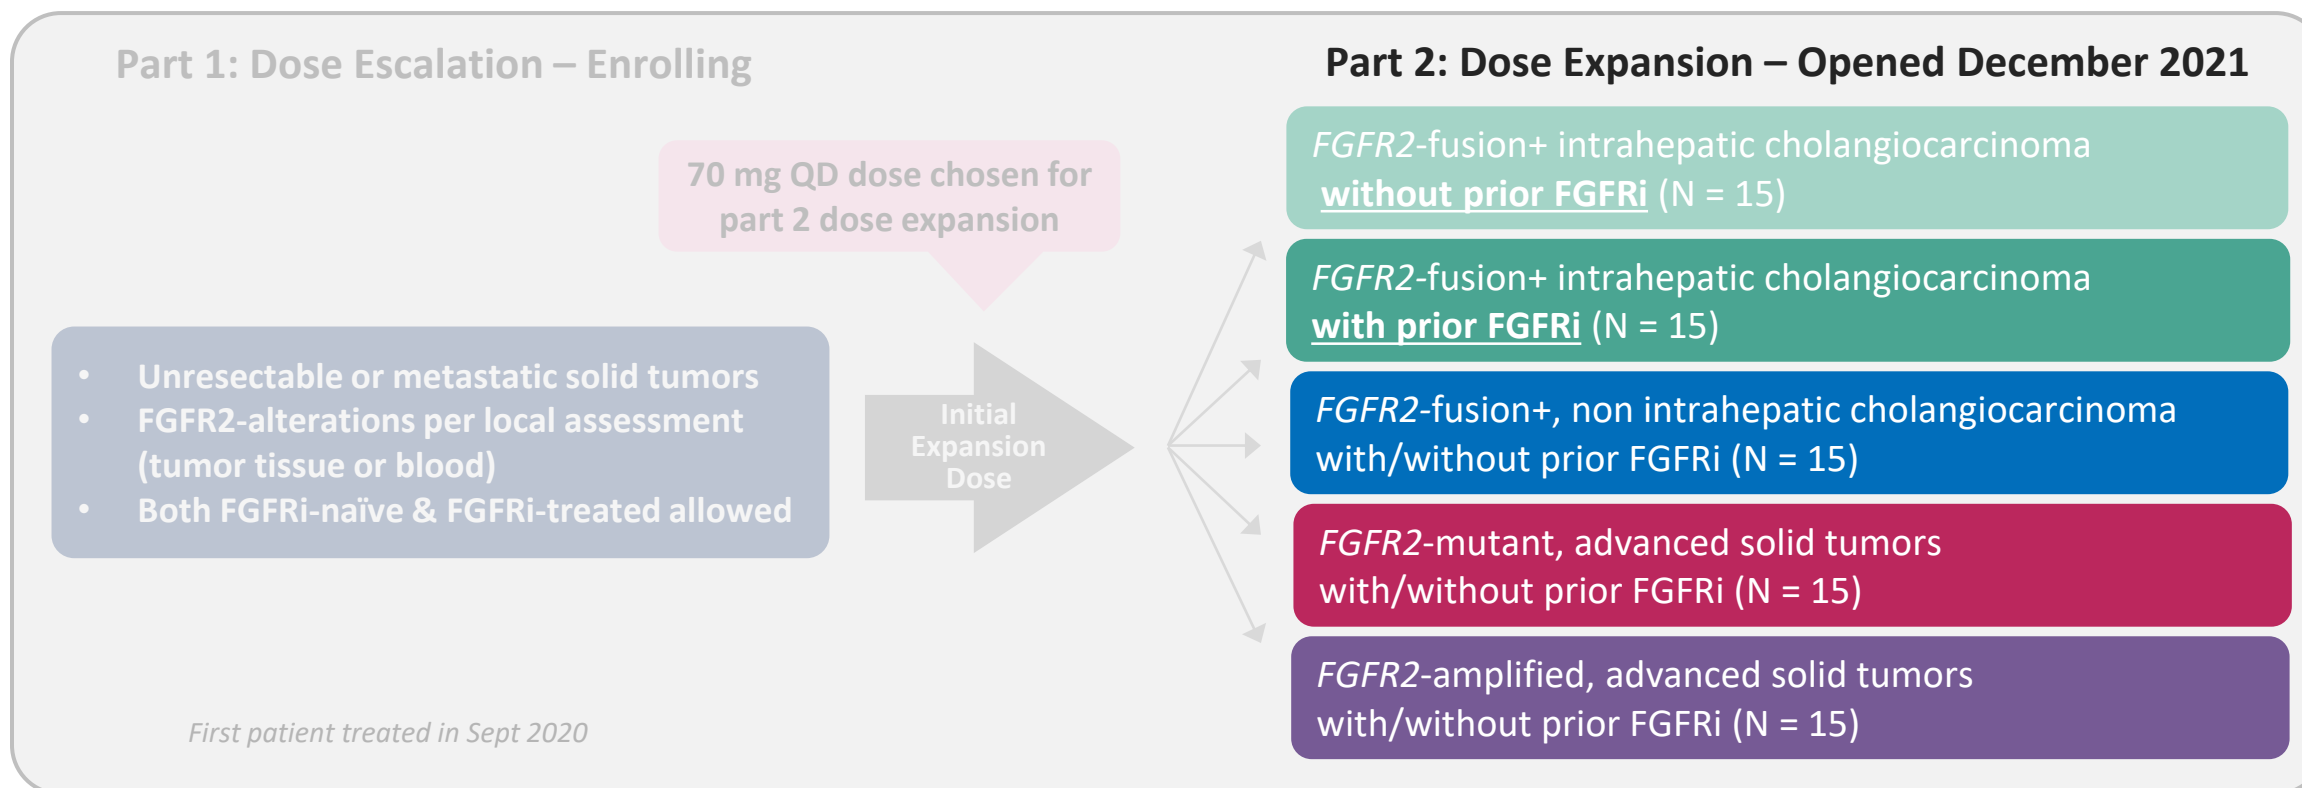 Part 1: Dose Escalation – Enrolling
70 mg QD dose chosen for
part 2 dose expansion
• Unresectable or metastatic solid tumors
• FGFR2-alterations per local assessment
(tumor tissue or blood)
• Both FGFRi-naïve & FGFRi-treated allowed
Initial
Expansion
Dose
First patient treated in Sept 2020
Part 2: Dose Expansion – Opened December 2021
FGFR2-fusion+ intrahepatic cholangiocarcinoma
without prior FGFRi (N = 15)
FGFR2-fusion+ intrahepatic cholangiocarcinoma
with prior FGFRi (N = 15)
FGFR2-fusion+, non intrahepatic cholangiocarcinoma
with/without prior FGFRi (N = 15)
FGFR2-mutant, advanced solid tumors
with/without prior FGFRi (N = 15)
FGFR2-amplified, advanced solid tumors
with/without prior FGFRi (N = 15)